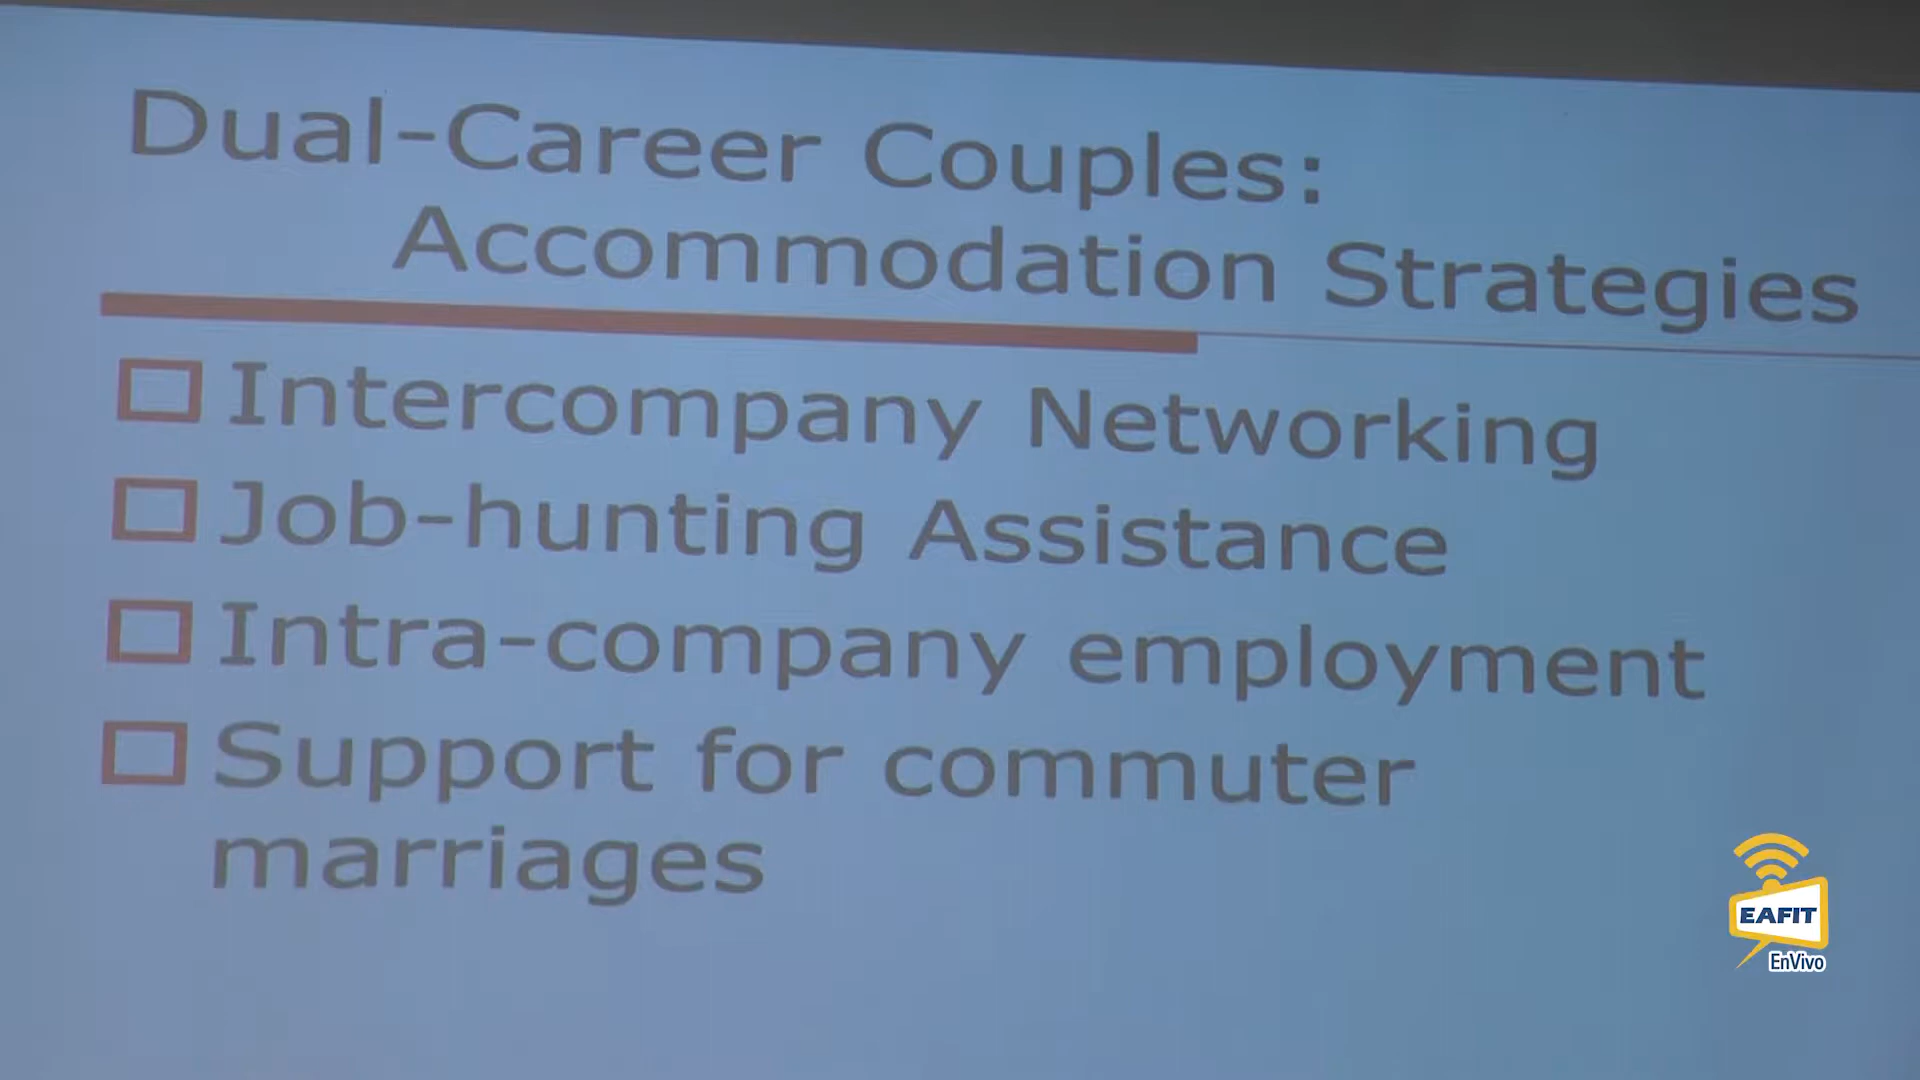 Dual-Career Couples:
Accommodation Strategies
Intercompany Networking
Job-hunting Assistance
Intra-company employment
Support for commuter
marriages
EAFIT
EnVivo